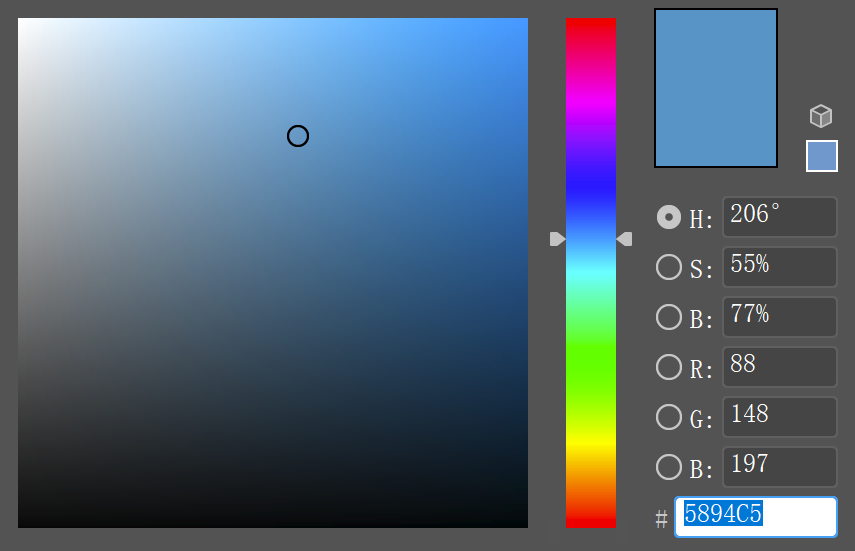 H: 206°
S: 55%
B: 77%
R: 88
G: 148
B: 197
# 5894C5